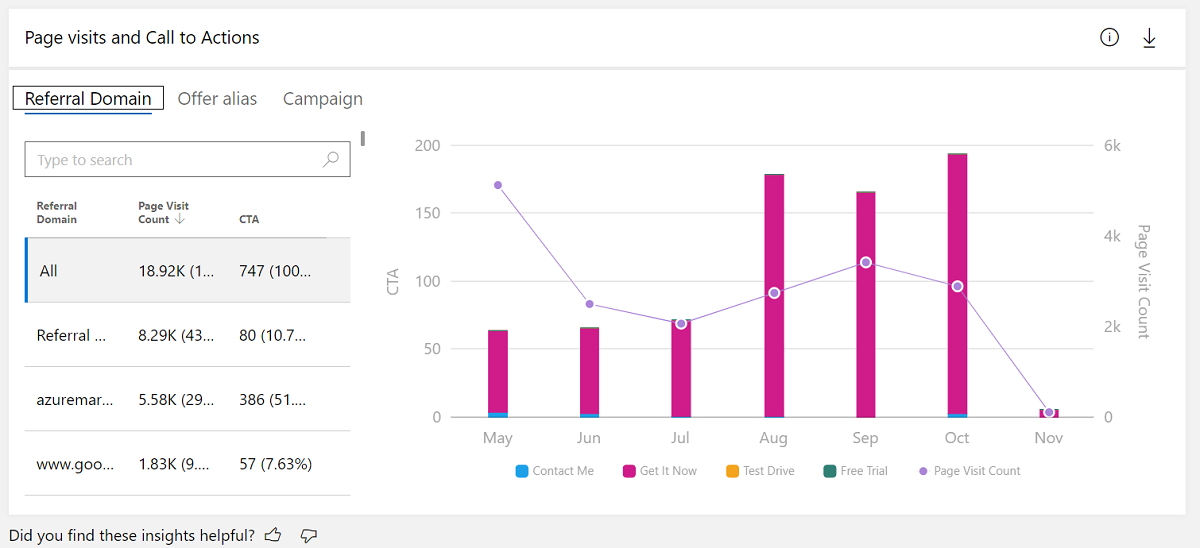 Page visits and Call to Actions
Referral Domain Offer alias Campaign
Type to search
Referral Domain Page Visit Count ↓ CTA
All 18.92K (1... 747 (100...
Referral ... 8.29K (43... 80 (10.7...
azuremar... 5.58K (29... 386 (51....
www.goo... 1.83K (9.... 57 (7.63%)
200 6k
150
4k
100
2k
50
0 0
CTA
Page Visit Count
May Jun Jul Aug Sep Oct Nov
Contact Me Get It Now Test Drive Free Trial Page Visit Count
Did you find these insights helpful?